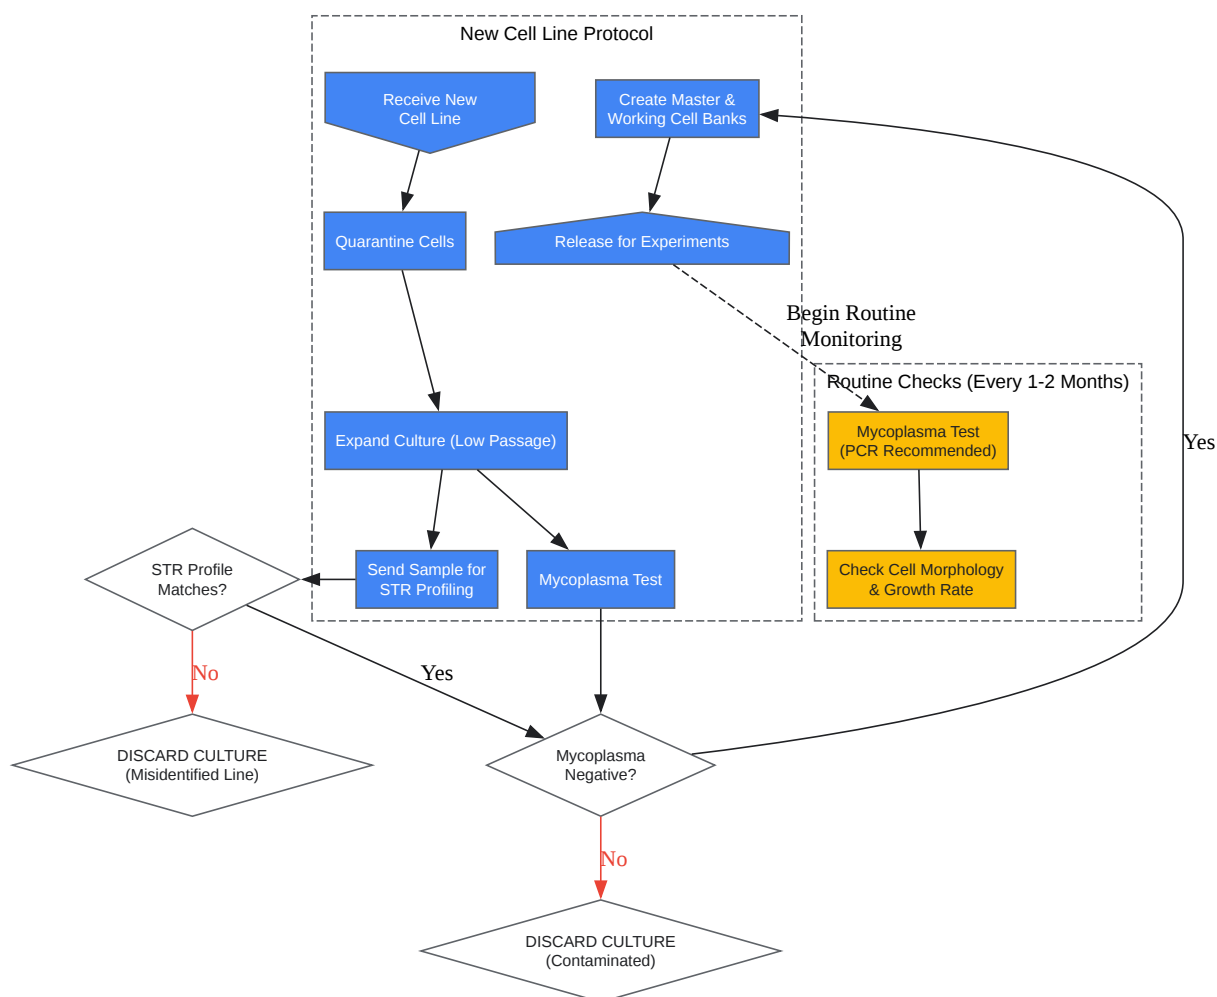 New Cell Line Protocol
Receive New
Cell Line
Create Master &
Working Cell Banks
Quarantine Cells
Release for Experiments
Begin Routine
Monitoring
Routine Checks (Every 1-2 Months)
Expand Culture (Low Passage)
Mycoplasma Test
(PCR Recommended)
Yes
STR Profile
Matches?
Send Sample for
STR Profiling
Mycoplasma Test
Check Cell Morphology
& Growth Rate
No
Yes
DISCARD CULTURE
(Misidentified Line)
Mycoplasma
Negative?
No
DISCARD CULTURE
(Contaminated)